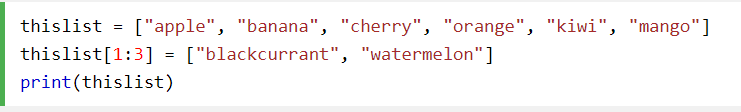 thislist = ["apple", "banana", "cherry", "orange", "kiwi", "mango"]
thislist[1:3] = ["blackcurrant", "watermelon"]
print(thislist)